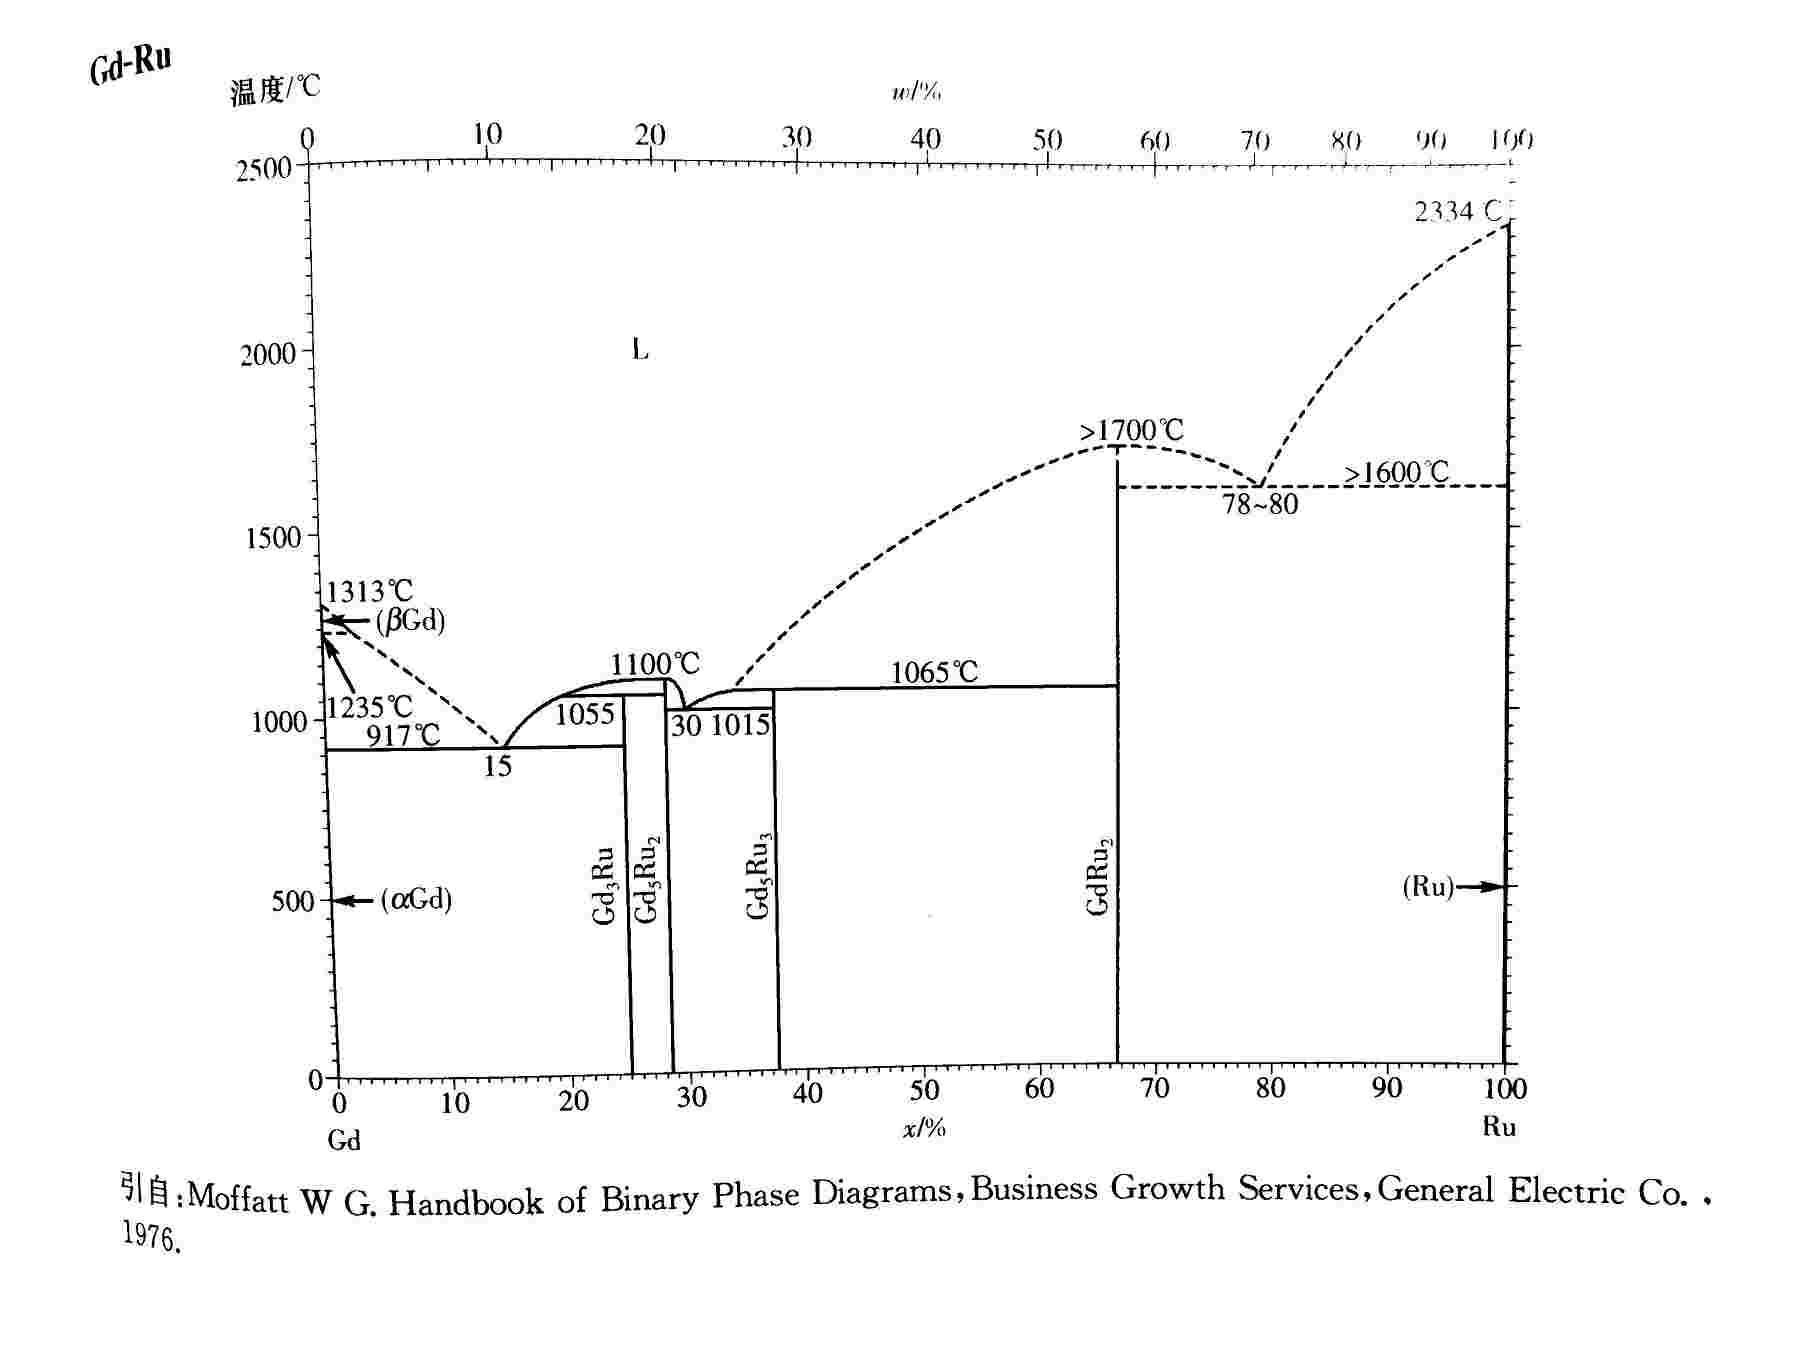 Gd-Ru
温度/℃
w/%
0 10 20 30 40 50 60 70 80 90 100
2500
2334 C
2000
L
>1700℃
>1600℃
78~80
1500
1313℃
(βGd)
1100℃
1065℃
1235℃
1055
30 1015
1000
917℃
15
Gd₃Ru
Gd₅Ru₂
Gd₅Ru₃
GdRu₂
500
(αGd)
(Ru)
0
0 10 20 30 40 50 60 70 80 90 100
Gd
x/%
Ru
引自:Moffatt W G. Handbook of Binary Phase Diagrams,Business Growth Services,General Electric Co. ,
1976.